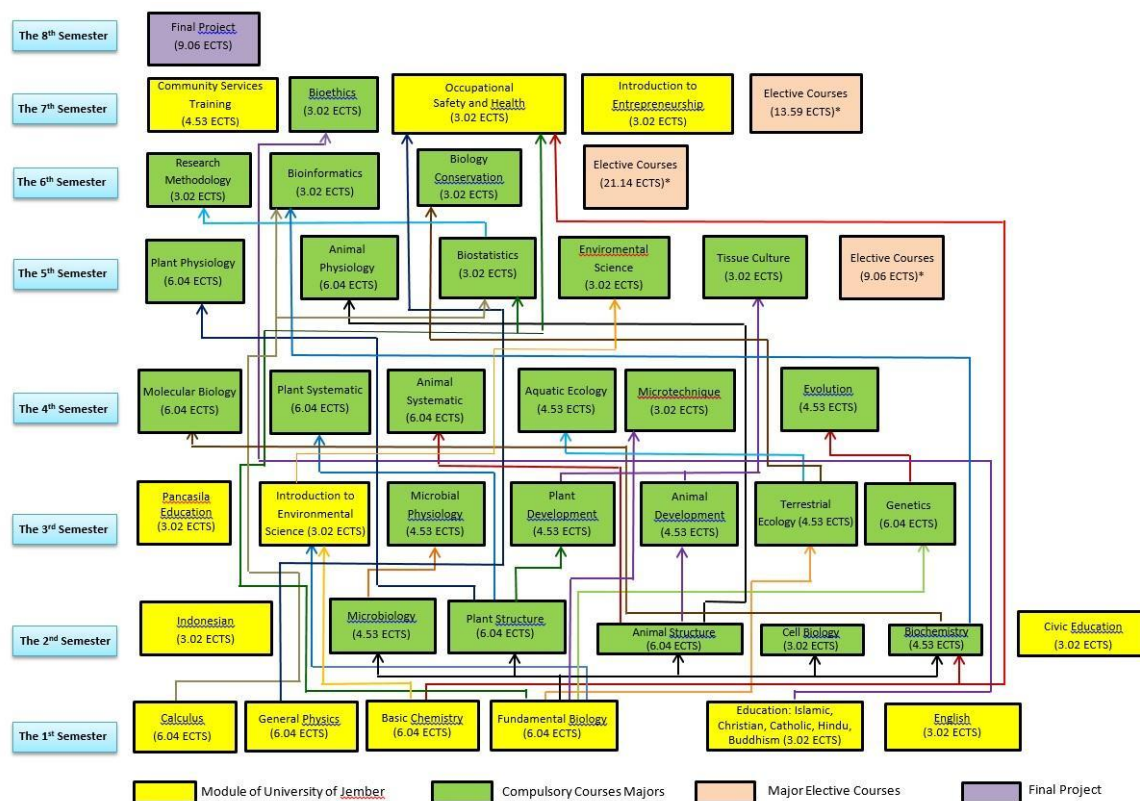 The 8th Semester
Final Project
(9.06 ECTS)
The 7th Semester
Community Services
Training
(4.53 ECTS)
Bioethics
(3.02 ECTS)
Occupational
Safety and Health
(3.02 ECTS)
Introduction to
Entrepreneurship
(3.02 ECTS)
Elective Courses
(13.59 ECTS)*
The 6th Semester
Research
Methodology
(3.02 ECTS)
Bioinformatics
(3.02 ECTS)
Biology
Conservation
(3.02 ECTS)
Elective Courses
(21.14 ECTS)*
The 5th Semester
Plant Physiology
(6.04 ECTS)
Animal
Physiology
(6.04 ECTS)
Biostatistics
(3.02 ECTS)
Enviromental
Science
(3.02 ECTS)
Tissue Culture
(3.02 ECTS)
Elective Courses
(9.06 ECTS)*
The 4th Semester
Molecular Biology
(6.04 ECTS)
Plant Systematic
(6.04 ECTS)
Animal
Systematic
(6.04 ECTS)
Aquatic Ecology
(4.53 ECTS)
Microtechnique
(3.02 ECTS)
Evolution
(4.53 ECTS)
The 3rd Semester
Pancasila
Education
(3.02 ECTS)
Introduction to
Environmental
Science (3.02 ECTS)
Microbial
Physiology
(4.53 ECTS)
Plant
Development
(4.53 ECTS)
Animal
Development
(4.53 ECTS)
Terrestrial
Ecology (4.53 ECTS)
Genetics
(6.04 ECTS)
The 2nd Semester
Indonesian
(3.02 ECTS)
Microbiology
(4.53 ECTS)
Plant Structure
(6.04 ECTS)
Animal Structure
(6.04 ECTS)
Cell Biology
(3.02 ECTS)
Biochemistry
(4.53 ECTS)
Civic Education
(3.02 ECTS)
The 1st Semester
Calculus
(6.04 ECTS)
General Physics
(6.04 ECTS)
Basic Chemistry
(6.04 ECTS)
Fundamental Biology
(6.04 ECTS)
Education: Islamic,
Christian, Catholic, Hindu,
Buddhism (3.02 ECTS)
English
(3.02 ECTS)
Module of University of Jember
Compulsory Courses Majors
Major Elective Courses
Final Project